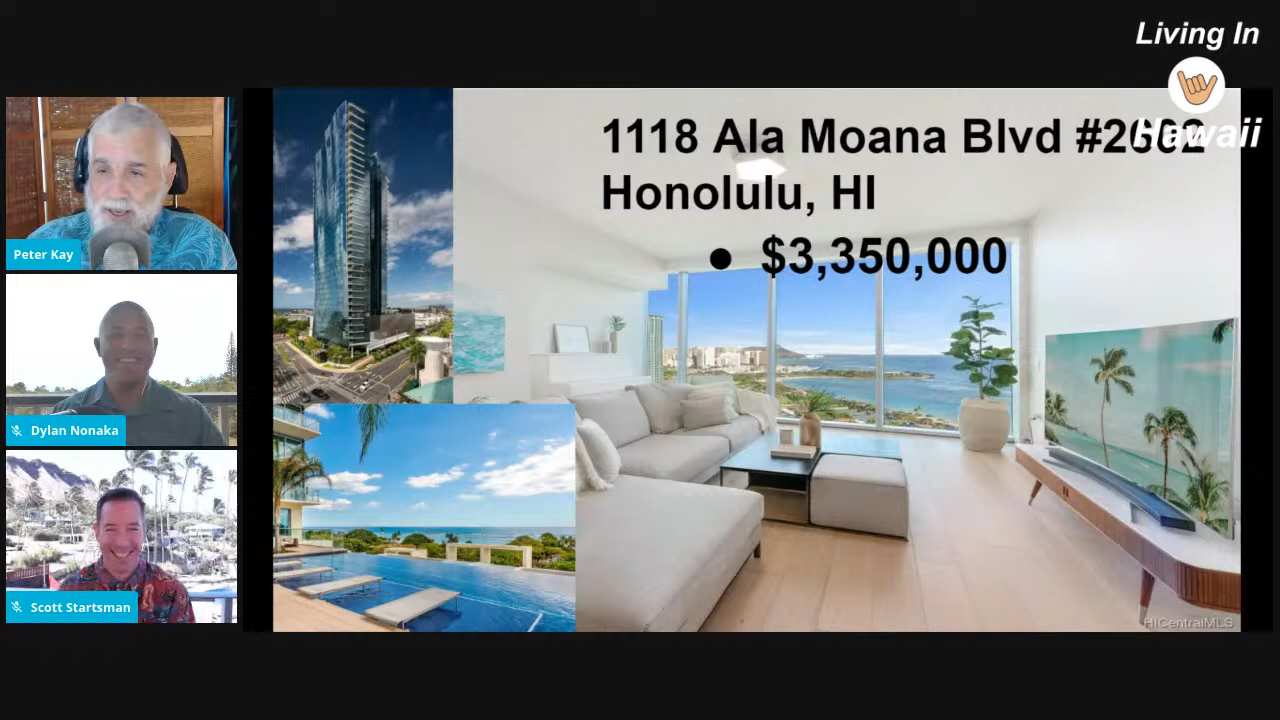 Living In
Hawaii
1118 Ala Moana Blvd
Honolulu, HI
● $3,350,000
Peter Kay
Dylan Nonaka
Scott Startsman
HICentralMLS